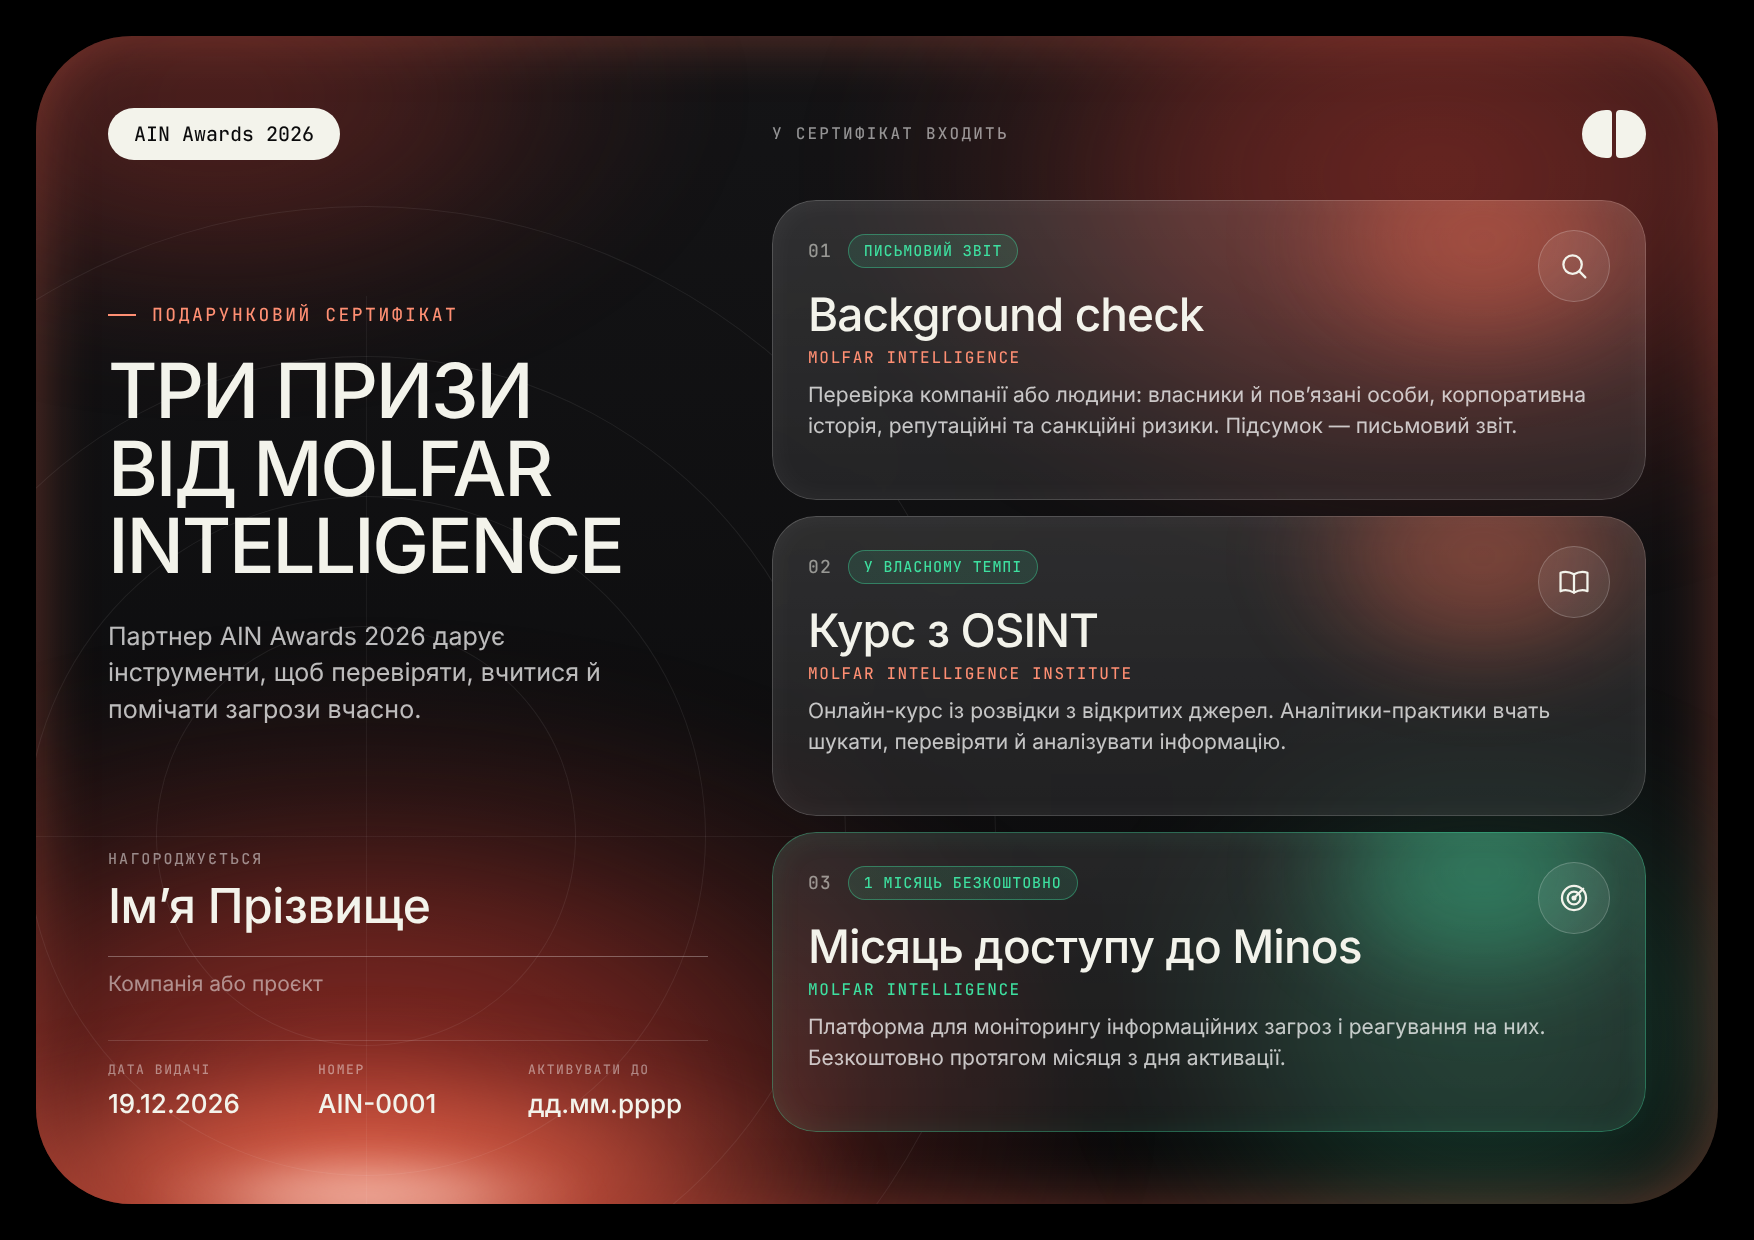 AIN Awards 2026
ПОДАРУНКОВИЙ СЕРТИФІКАТ
ТРИ ПРИЗИ
ВІД MOLFAR
INTELLIGENCE
Партнер AIN Awards 2026 дарує
інструменти, щоб перевіряти, вчитися й
помічати загрози вчасно.
НАГОРОДЖУЄТЬСЯ
Ім’я Прізвище
Компанія або проєкт
ДАТА ВИДАЧІ
19.12.2026
НОМЕР
AIN-0001
АКТИВУВАТИ ДО
дд.мм.рррр
У СЕРТИФІКАТ ВХОДИТЬ
01 ПИСЬМОВИЙ ЗВІТ
Background check
MOLFAR INTELLIGENCE
Перевірка компанії або людини: власники й пов’язані особи, корпоративна
історія, репутаційні та санкційні ризики. Підсумок — письмовий звіт.
02 У ВЛАСНОМУ ТЕМПІ
Курс з OSINT
MOLFAR INTELLIGENCE INSTITUTE
Онлайн-курс із розвідки з відкритих джерел. Аналітики-практики вчать
шукати, перевіряти й аналізувати інформацію.
03 1 МІСЯЦЬ БЕЗКОШТОВНО
Місяць доступу до Minos
MOLFAR INTELLIGENCE
Платформа для моніторингу інформаційних загроз і реагування на них.
Безкоштовно протягом місяця з дня активації.